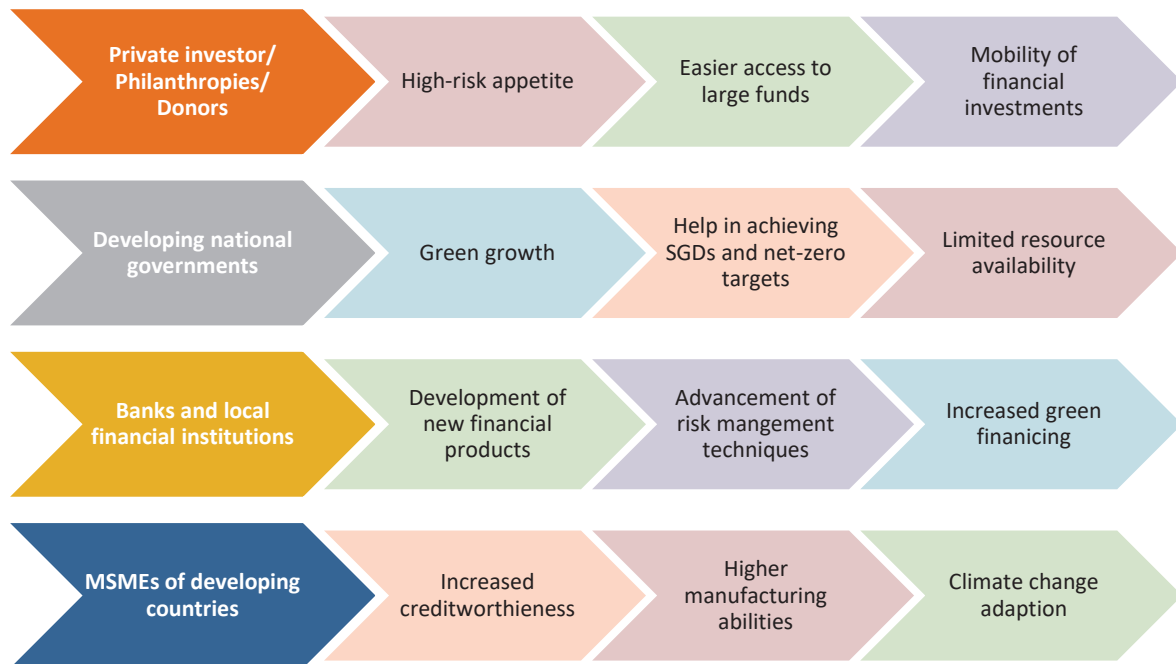 Private investor/
Philanthropies/
Donors
High-risk appetite
Easier access to
large funds
Mobility of
financial
investments
Developing national
governments
Green growth
Help in achieving
SGDs and net-zero
targets
Limited resource
availability
Banks and local
financial institutions
Development of
new financial
products
Advancement of
risk mangement
techniques
Increased green
finanicing
MSMEs of developing
countries
Increased
creditworthieness
Higher
manufacturing
abilities
Climate change
adaption